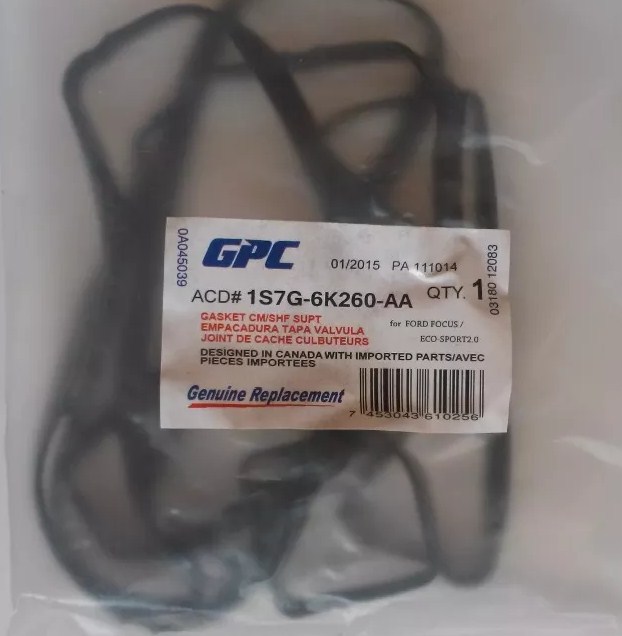 GPC
01/2015 PA 111014
0A045039
ACD# 1S7G-6K260-AA
QTY. 1
03180 12083
GASKET CM/SHF SUPT
EMPACADURA TAPA VALVULA
JOINT DE CACHE CULBUTEURS
for FORD FOCUS /
ECO-SPORT2.0
DESIGNED IN CANADA WITH IMPORTED PARTS/AVEC
PIECES IMPORTEES
Genuine Replacement
7 453043 610256